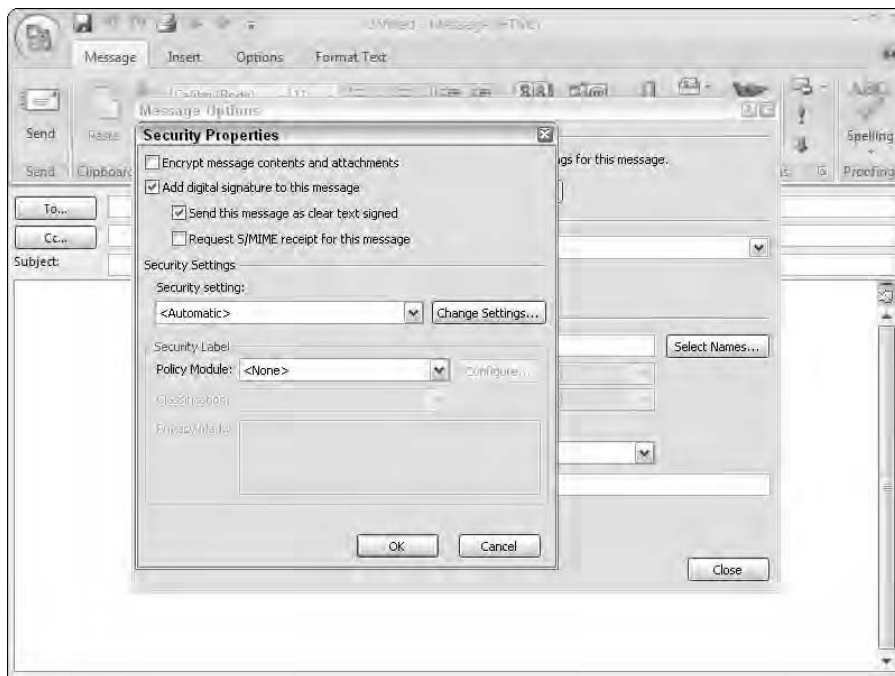 Untitled - Message (HTML)
Message Insert Options Format Text
Send
Paste
Spelling
Send
Clipboard
Proofing
Message Options
Security Properties
Encrypt message contents and attachments
gs for this message.
Add digital signature to this message
Send this message as clear text signed
Request S/MIME receipt for this message
To...
Cc...
Subject:
Security Settings
Security setting:
<Automatic>
Change Settings...
Security Label
Policy Module: <None>
Configure...
Select Names...
Classification:
Privacy Mark:
OK
Cancel
Close